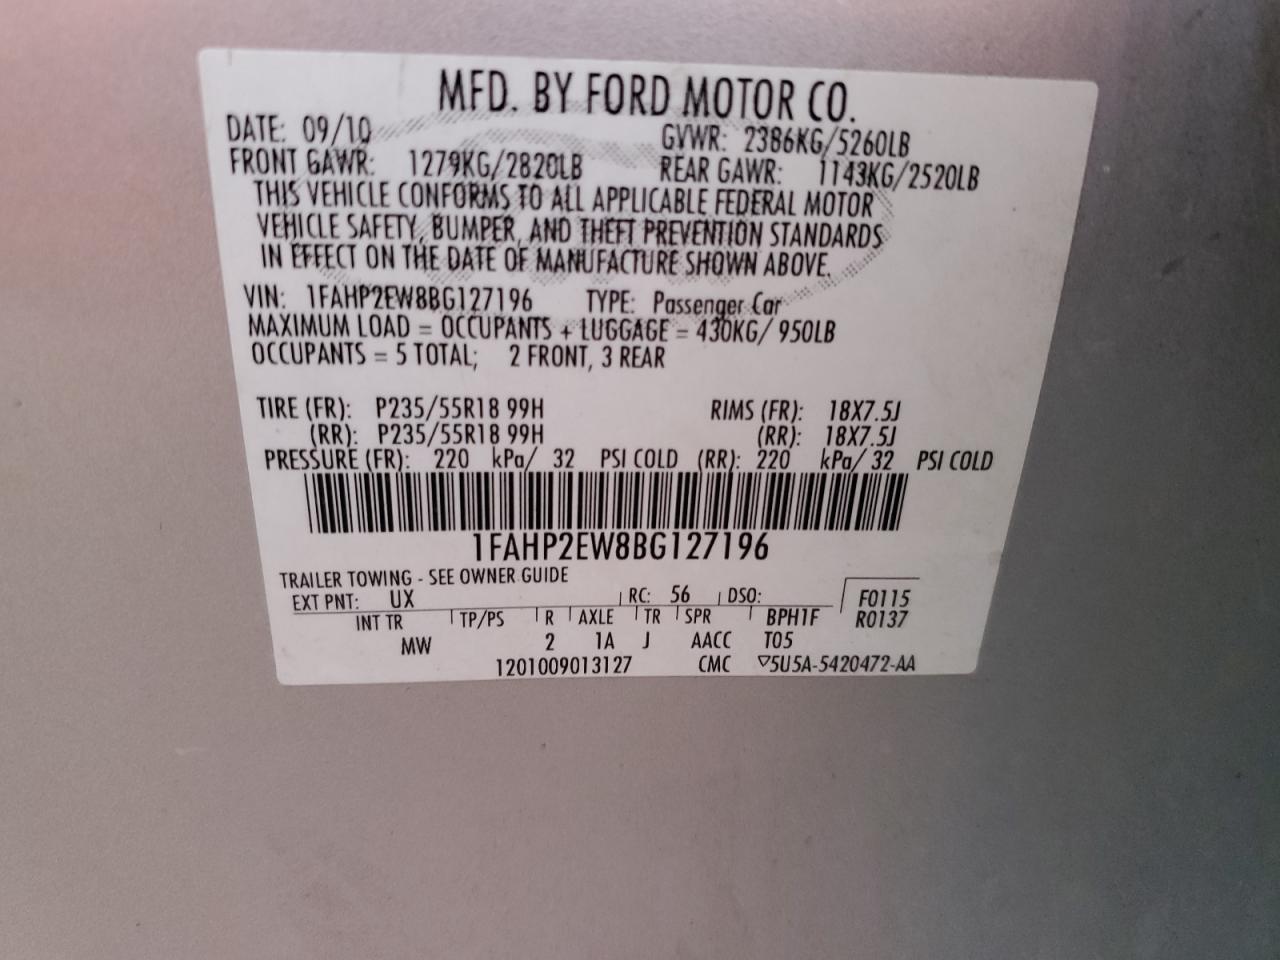 MFD. BY FORD MOTOR CO.
DATE: 09/10 GVWR: 2386KG/5260LB
FRONT GAWR: 1279KG/2820LB REAR GAWR: 1143KG/2520LB
THIS VEHICLE CONFORMS TO ALL APPLICABLE FEDERAL MOTOR
VEHICLE SAFETY, BUMPER, AND THEFT PREVENTION STANDARDS
IN EFFECT ON THE DATE OF MANUFACTURE SHOWN ABOVE.
VIN: 1FAHP2EW8BG127196 TYPE: Passenger Car
MAXIMUM LOAD = OCCUPANTS + LUGGAGE = 430KG/ 950LB
OCCUPANTS = 5 TOTAL; 2 FRONT, 3 REAR
TIRE (FR): P235/55R18 99H RIMS (FR): 18X7.5J
(RR): P235/55R18 99H (RR): 18X7.5J
PRESSURE (FR): 220 kPa/ 32 PSI COLD (RR): 220 kPa/ 32 PSI COLD
1FAHP2EW8BG127196
TRAILER TOWING - SEE OWNER GUIDE
EXT PNT: UX RC: 56 DSO: F0115
INT TR TP/PS R AXLE TR SPR BPH1F R0137
MW 2 1A J AACC T05
1201009013127 CMC ▽5U5A-5420472-AA